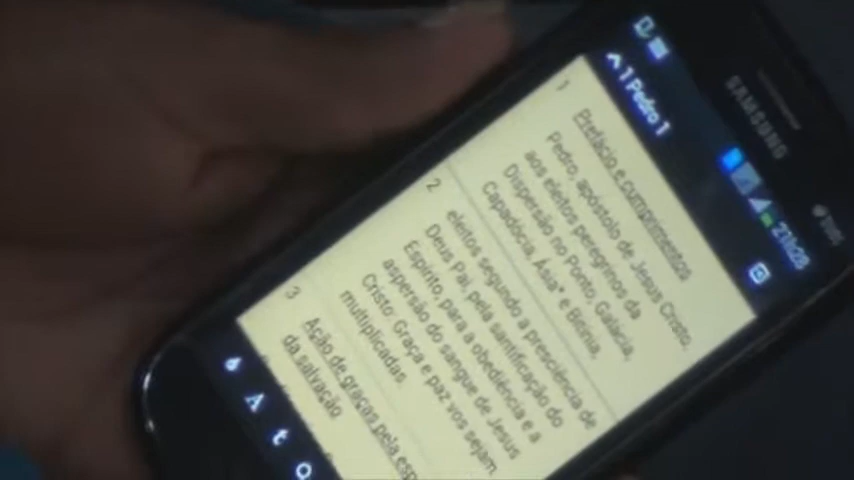 SAMSUNG
21h28
1 Pedro 1
1
Prefácio e cumprimentos
Pedro, apóstolo de Jesus Cristo,
aos eleitos peregrinos da
Dispersão no Ponto, Galácia,
Capadócia, Ásia* e Bitínia,
2
eleitos segundo a presciência de
Deus Pai, pela santificação do
Espírito, para a obediência e a
aspersão do sangue de Jesus
Cristo: Graça e paz vos sejam
multiplicadas.
3
Ação de graças pela esp
da salvação